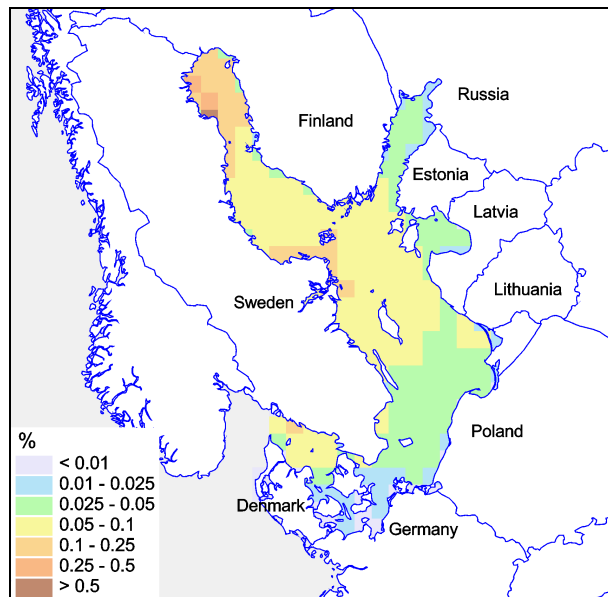 Russia
Finland
Estonia
Latvia
Lithuania
Sweden
Poland
Denmark
Germany
%
< 0.01
0.01 - 0.025
0.025 - 0.05
0.05 - 0.1
0.1 - 0.25
0.25 - 0.5
> 0.5